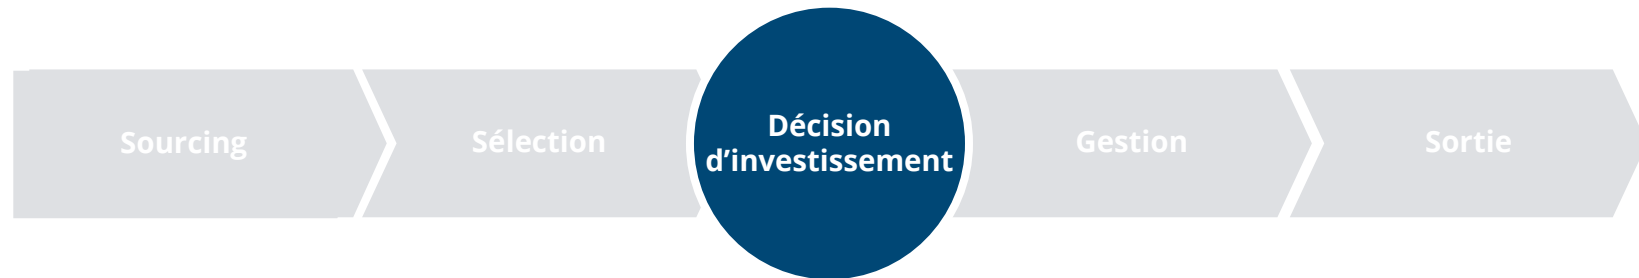 Sourcing
Sélection
Décision
d’investissement
Gestion
Sortie